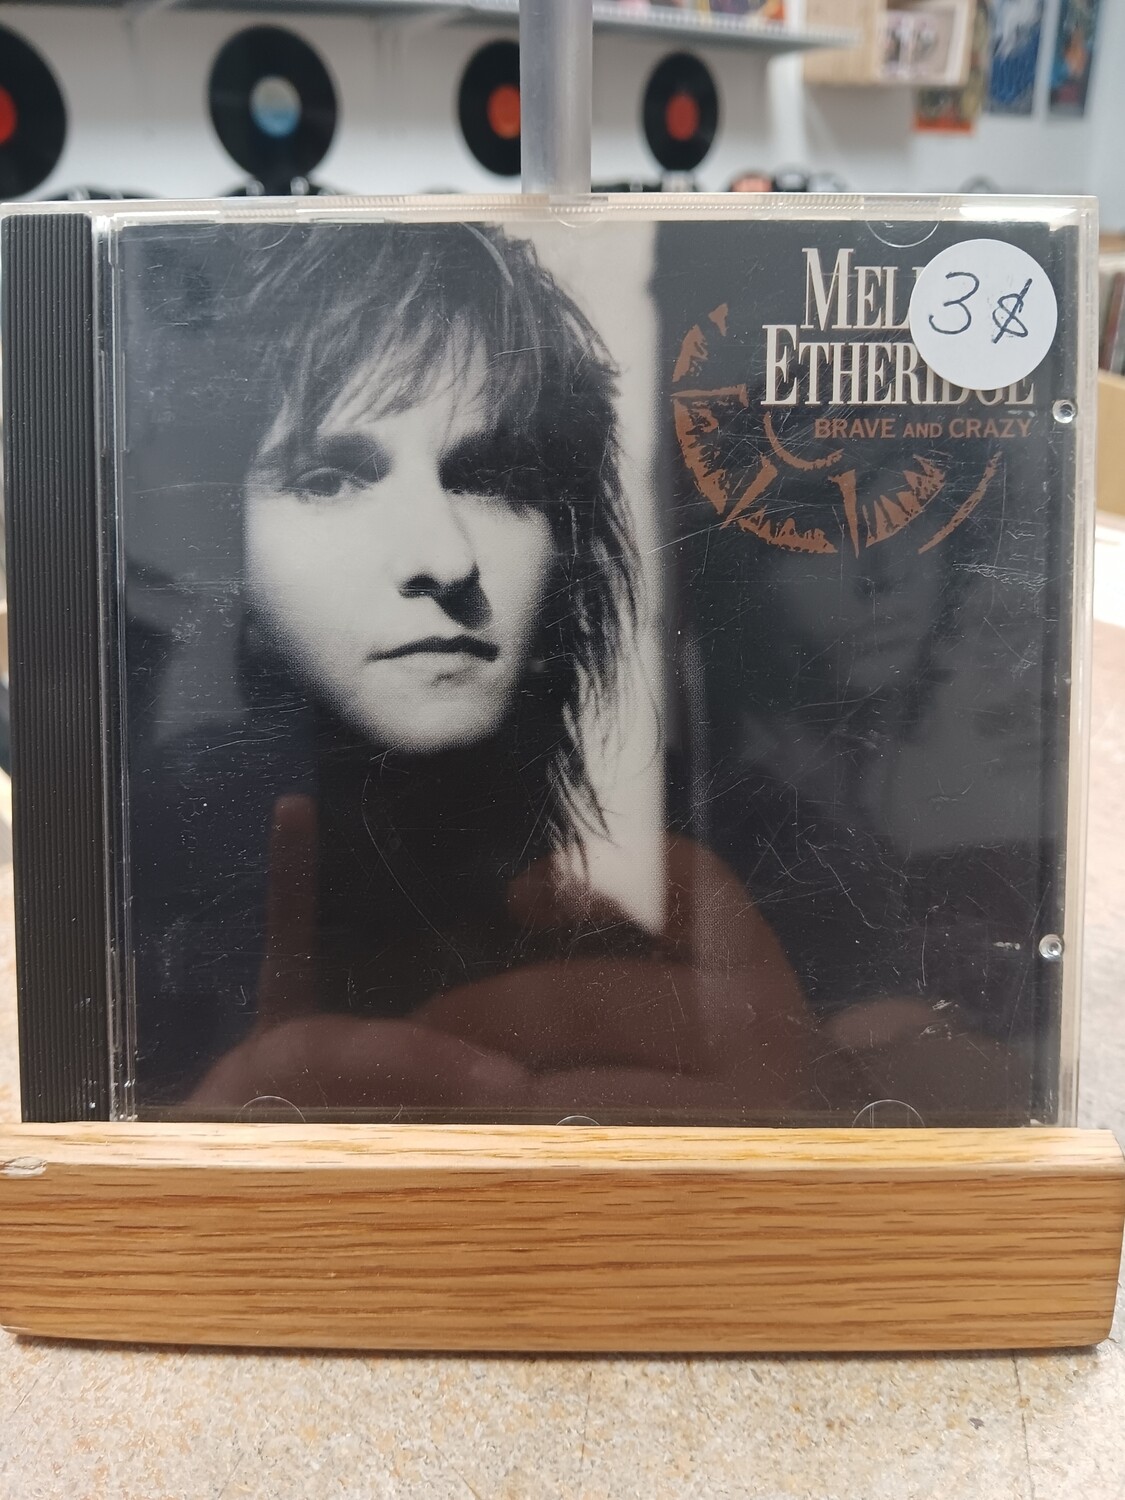 MEL
ETHERIDGE
BRAVE AND CRAZY
3 $